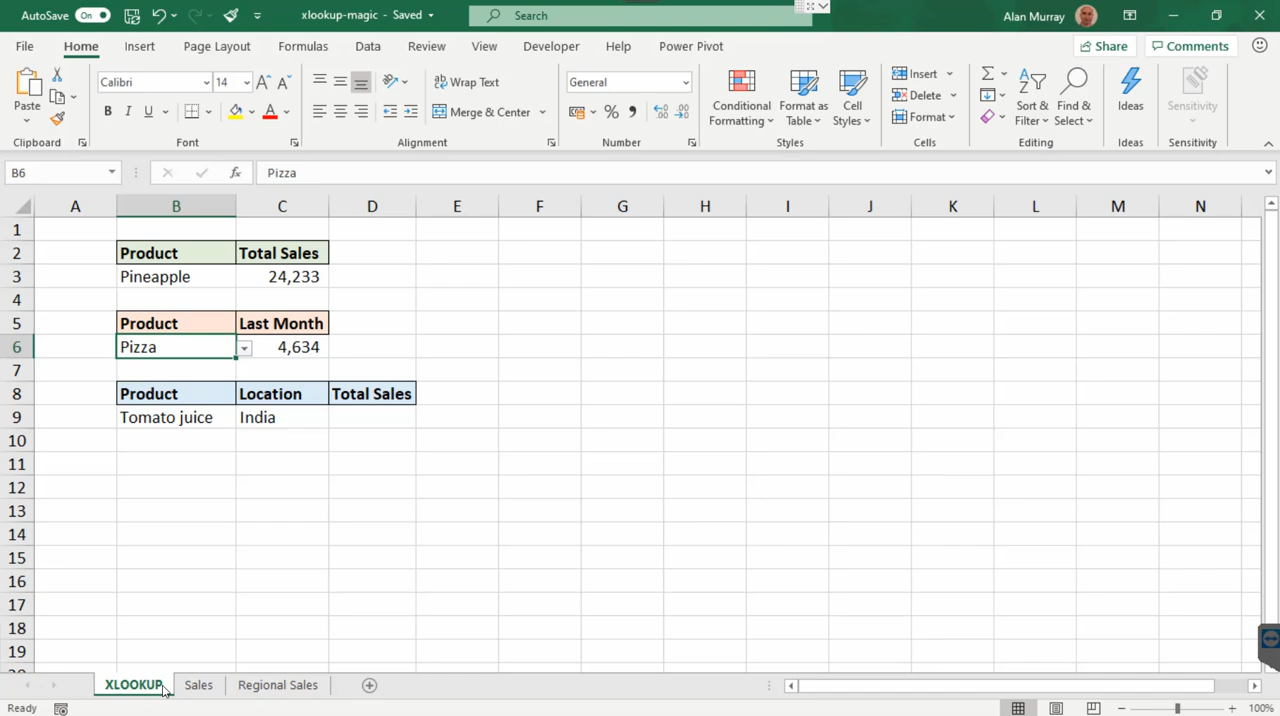 AutoSave On xlookup-magic - Saved Search Alan Murray
File Home Insert Page Layout Formulas Data Review View Developer Help Power Pivot Share Comments
Paste Calibri 14 Wrap Text General Conditional Formatting Format as Table Cell Styles Insert Delete Format Sort & Filter Find & Select Ideas Sensitivity
B I U Merge & Center % ,
Clipboard Font Alignment Number Styles Cells Editing Ideas Sensitivity
B6 fx Pizza
A B C D E F G H I J K L M N
1
2 Product Total Sales
3 Pineapple 24,233
4
5 Product Last Month
6 Pizza 4,634
7
8 Product Location Total Sales
9 Tomato juice India
10
11
12
13
14
15
16
17
18
19
XLOOKUP Sales Regional Sales
Ready 100%